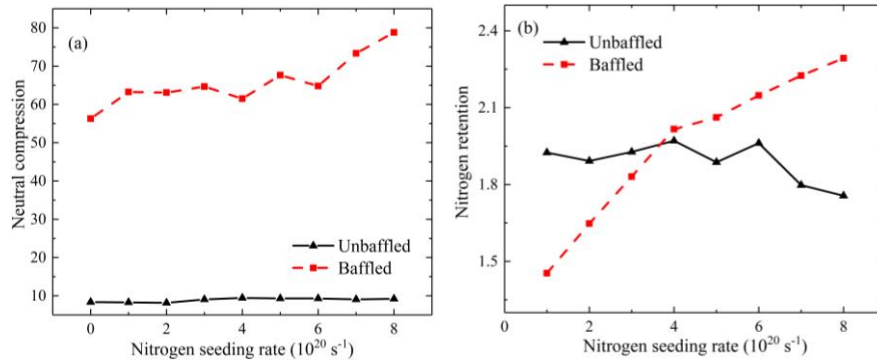 (a)
Neutral compression
80
70
60
50
40
30
20
10
Unbaffled
Baffled
0
2
4
6
8
Nitrogen seeding rate (10²⁰ s⁻¹)
(b)
Nitrogen retention
2.4
2.1
1.8
1.5
Unbaffled
Baffled
0
2
4
6
8
Nitrogen seeding rate (10²⁰ s⁻¹)